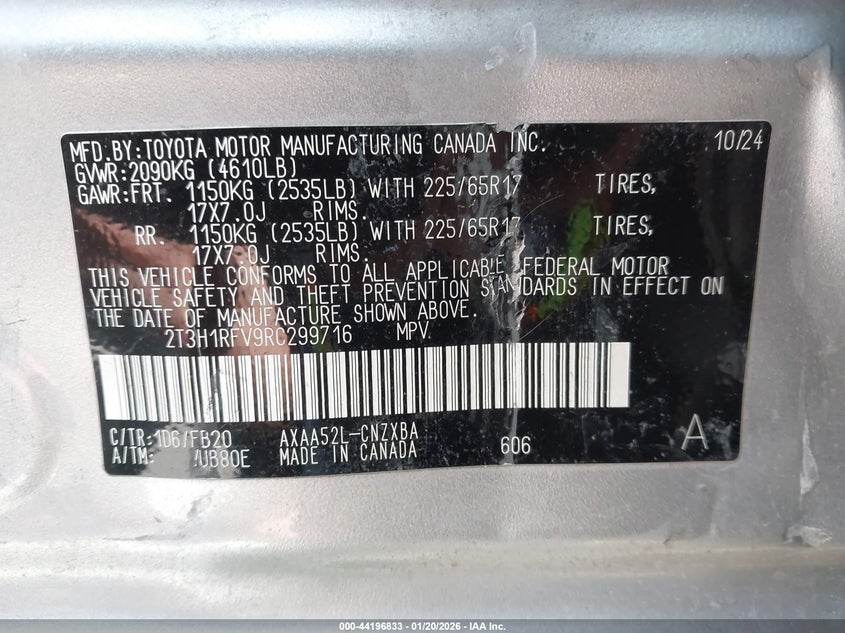 MFD.BY:TOYOTA MOTOR MANUFACTURING CANADA INC. 10/24
GVWR:2090KG (4610LB)
GAWR:FRT. 1150KG (2535LB) WITH 225/65R17 TIRES,
17X7.0J RIMS.
RR. 1150KG (2535LB) WITH 225/65R17 TIRES,
17X7.0J RIMS.
THIS VEHICLE CONFORMS TO ALL APPLICABLE FEDERAL MOTOR
VEHICLE SAFETY AND THEFT PREVENTION STANDARDS IN EFFECT ON
THE DATE OF MANUFACTURE SHOWN ABOVE.
2T3H1RFV9RC299716 MPV
C/TR:1D6/FB20 AXAA52L-CNZXBA 606 A
A/TM: /UB80E MADE IN CANADA
000-44196833 — 01/20/2026 — IAA Inc.